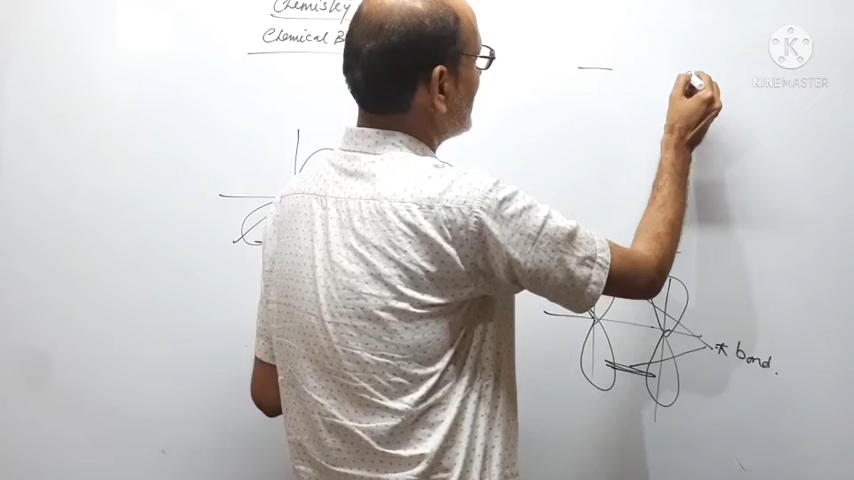 Chemistry
Chemical B
K
KINEMASTER
π bond.